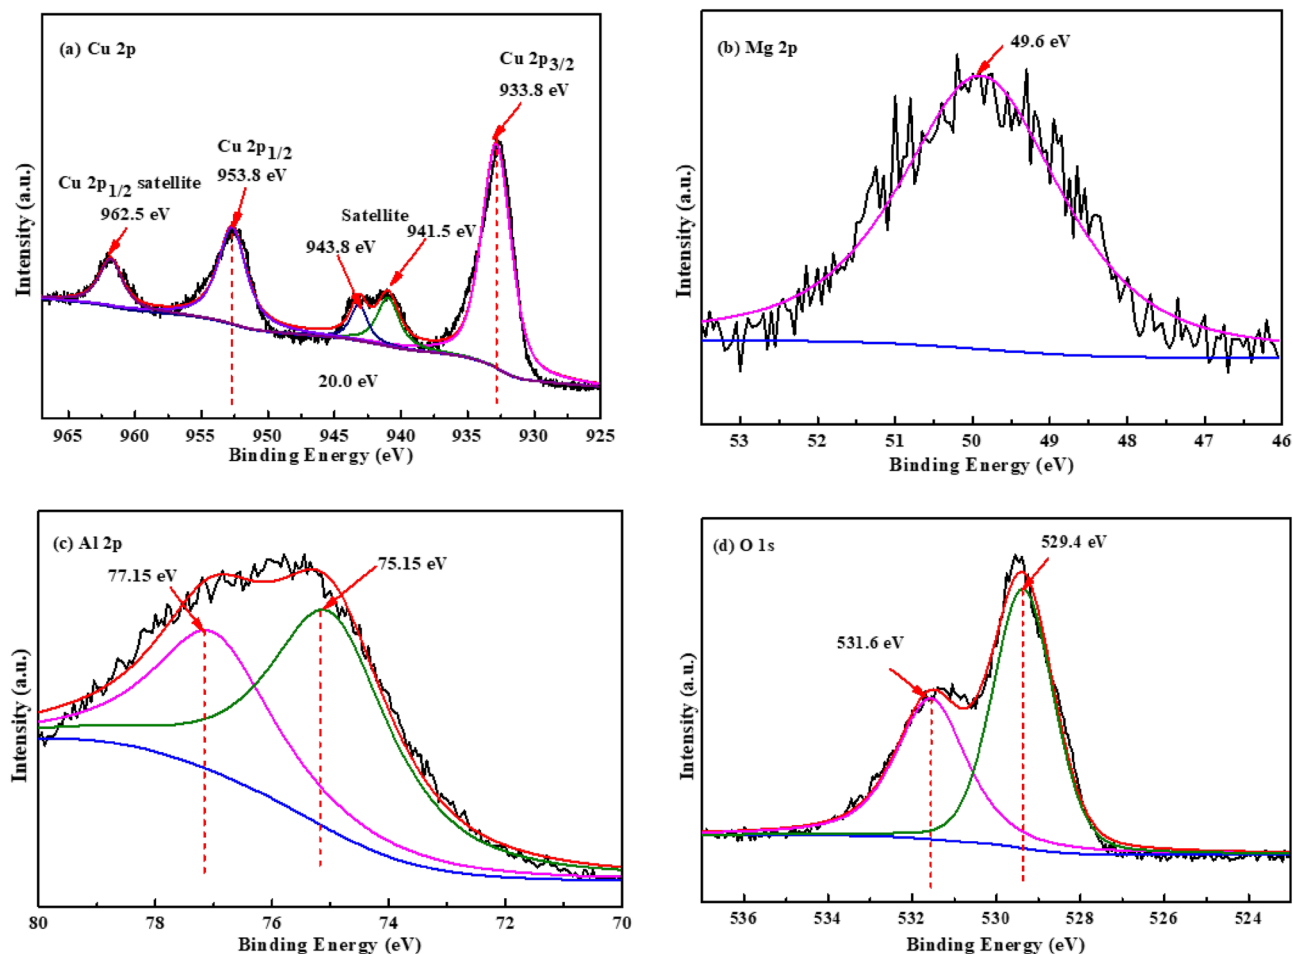 (a) Cu 2p
Cu 2p3/2
933.8 eV
Cu 2p1/2
953.8 eV
Cu 2p1/2 satellite
962.5 eV
Satellite
943.8 eV
941.5 eV
20.0 eV
Intensity (a.u.)
965 960 955 950 945 940 935 930 925
Binding Energy (eV)
(b) Mg 2p
49.6 eV
Intensity (a.u.)
53 52 51 50 49 48 47 46
Binding Energy (eV)
(c) Al 2p
77.15 eV
75.15 eV
Intensity (a.u.)
80 78 76 74 72 70
Binding Energy (eV)
(d) O 1s
529.4 eV
531.6 eV
Intensity (a.u.)
536 534 532 530 528 526 524
Binding Energy (eV)